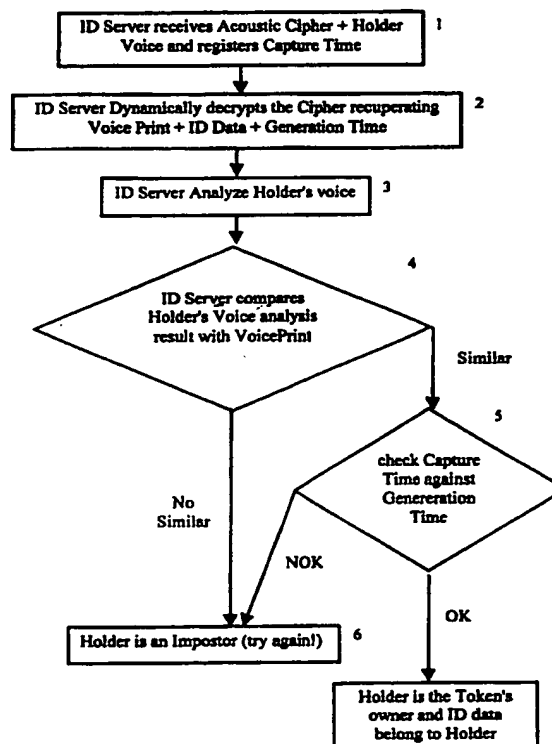 ID Server receives Acoustic Cipher + Holder
Voice and registers Capture Time
1
ID Server Dynamically decrypts the Cipher recuperating
Voice Print + ID Data + Generation Time
2
ID Server Analyze Holder's voice
3
4
ID Server compares
Holder's Voice analysis
result with VoicePrint
Similar
5
check Capture
Time against
Genereration
Time
No
Similar
NOK
OK
Holder is an Impostor (try again!)
6
Holder is the Token's
owner and ID data
belong to Holder